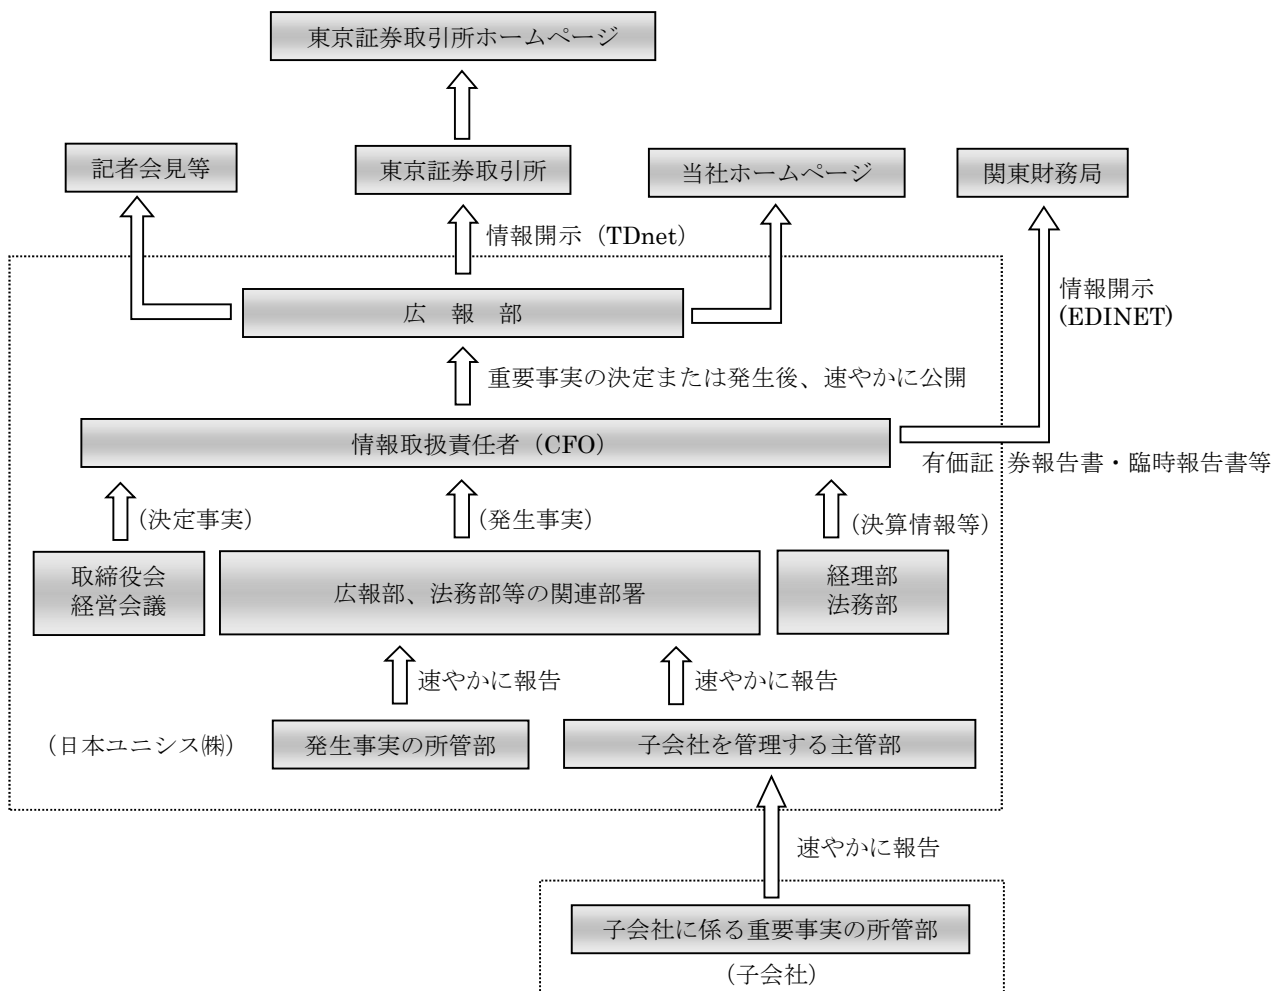 東京証券取引所ホームページ
記者会見等
東京証券取引所
当社ホームページ
関東財務局
情報開示（TDnet）
広　報　部
情報開示
(EDINET)
重要事実の決定または発生後、速やかに公開
情報取扱責任者（CFO）
有価証 券報告書・臨時報告書等
(決定事実)
(発生事実)
(決算情報等)
取締役会
経営会議
広報部、法務部等の関連部署
経理部
法務部
速やかに報告
速やかに報告
（日本ユニシス㈱）
発生事実の所管部
子会社を管理する主管部
速やかに報告
子会社に係る重要事実の所管部
（子会社）